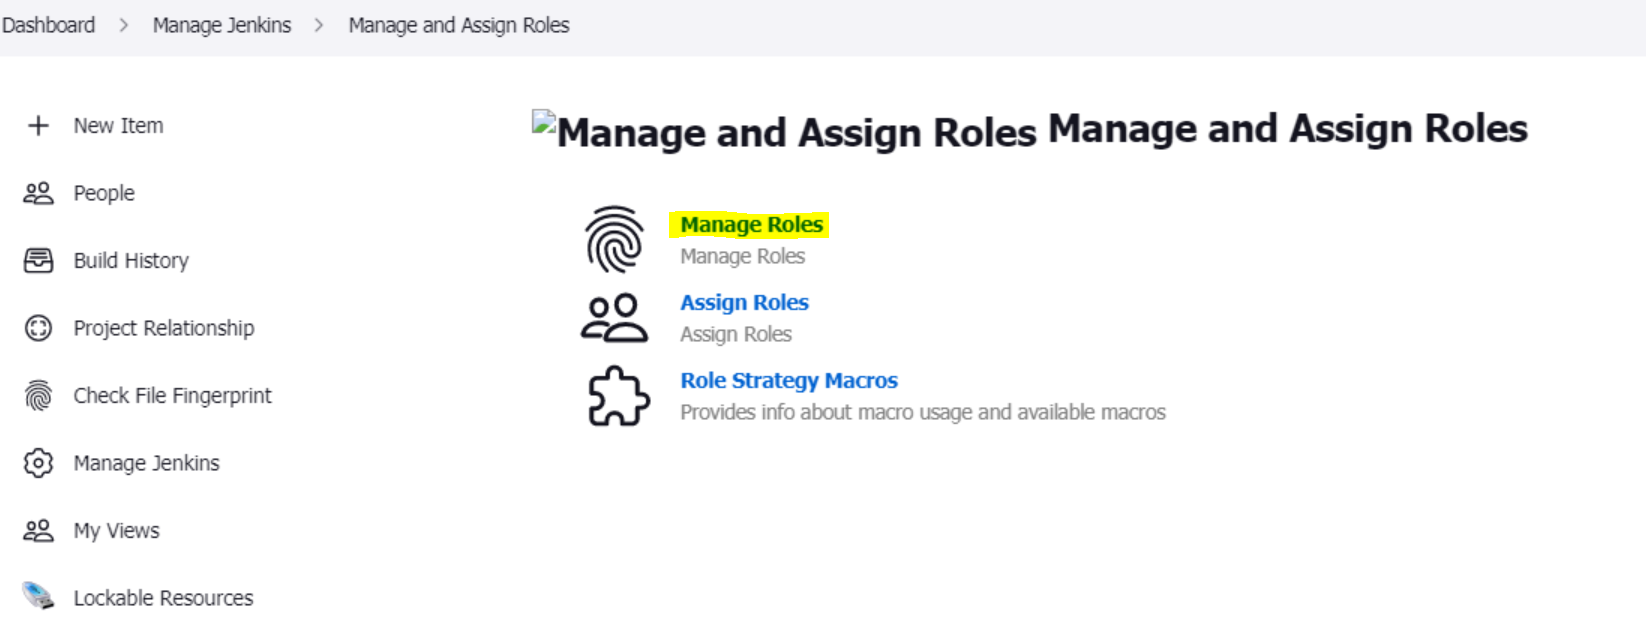 Dashboard > Manage Jenkins > Manage and Assign Roles
New Item
People
Build History
Project Relationship
Check File Fingerprint
Manage Jenkins
My Views
Lockable Resources
Manage and Assign Roles Manage and Assign Roles
Manage Roles
Manage Roles
Assign Roles
Assign Roles
Role Strategy Macros
Provides info about macro usage and available macros